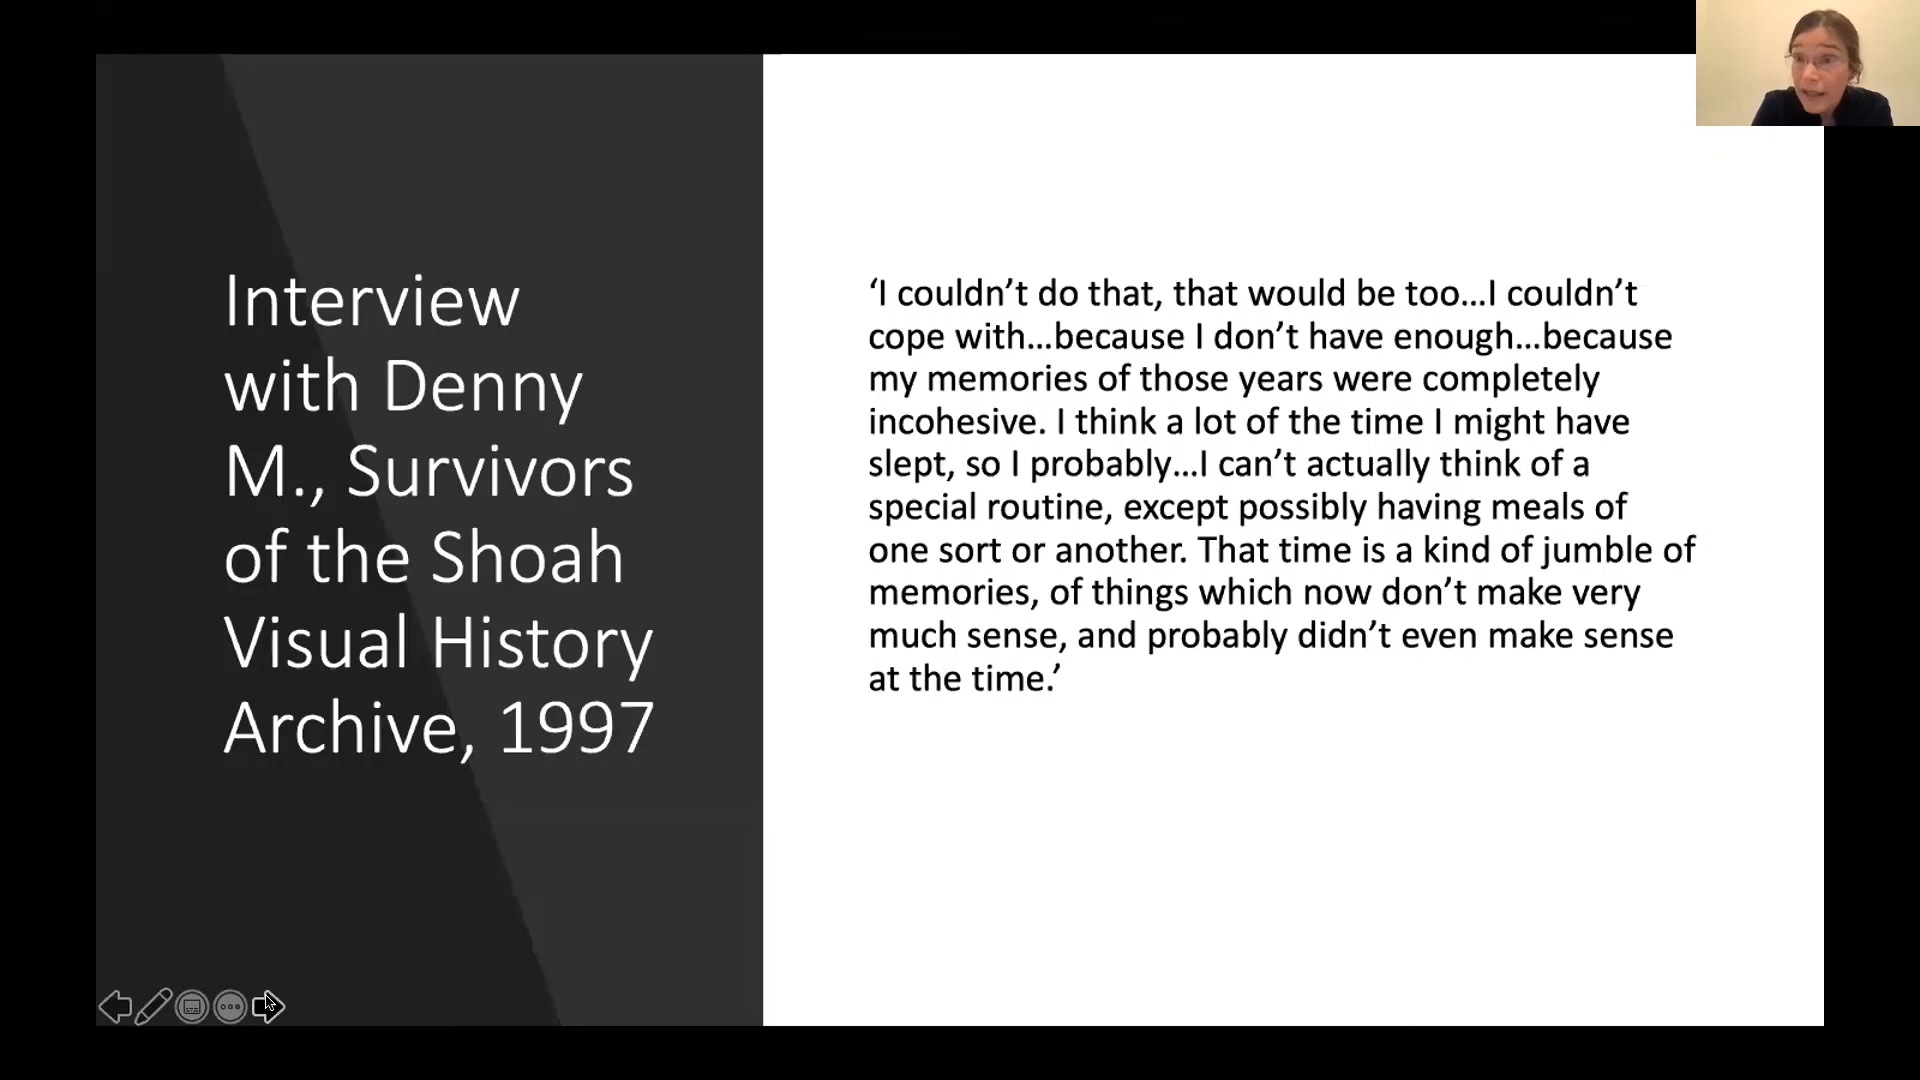 Interview
with Denny
M., Survivors
of the Shoah
Visual History
Archive, 1997
‘I couldn’t do that, that would be too...I couldn’t
cope with...because I don’t have enough...because
my memories of those years were completely
incohesive. I think a lot of the time I might have
slept, so I probably...I can’t actually think of a
special routine, except possibly having meals of
one sort or another. That time is a kind of jumble of
memories, of things which now don’t make very
much sense, and probably didn’t even make sense
at the time.’